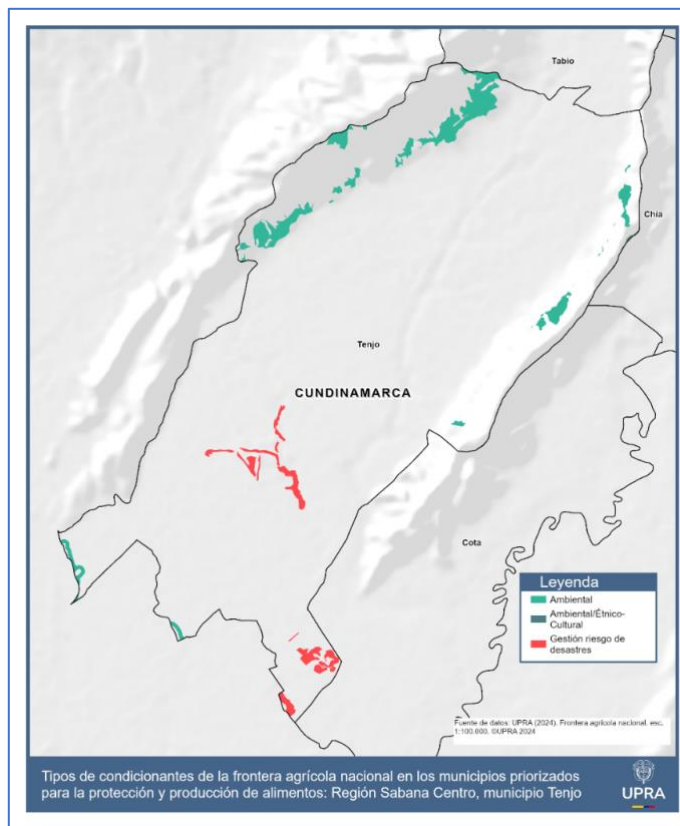 Tabio
Chía
Tenjo
CUNDINAMARCA
Cota
Leyenda
Ambiental
Ambiental/Étnico-
Cultural
Gestión riesgo de
desastres
Fuente de datos: UPRA (2024). Frontera agrícola nacional. esc.
1:100.000. ©UPRA 2024
Tipos de condicionantes de la frontera agrícola nacional en los municipios priorizados
para la protección y producción de alimentos: Región Sabana Centro, municipio Tenjo
UPRA